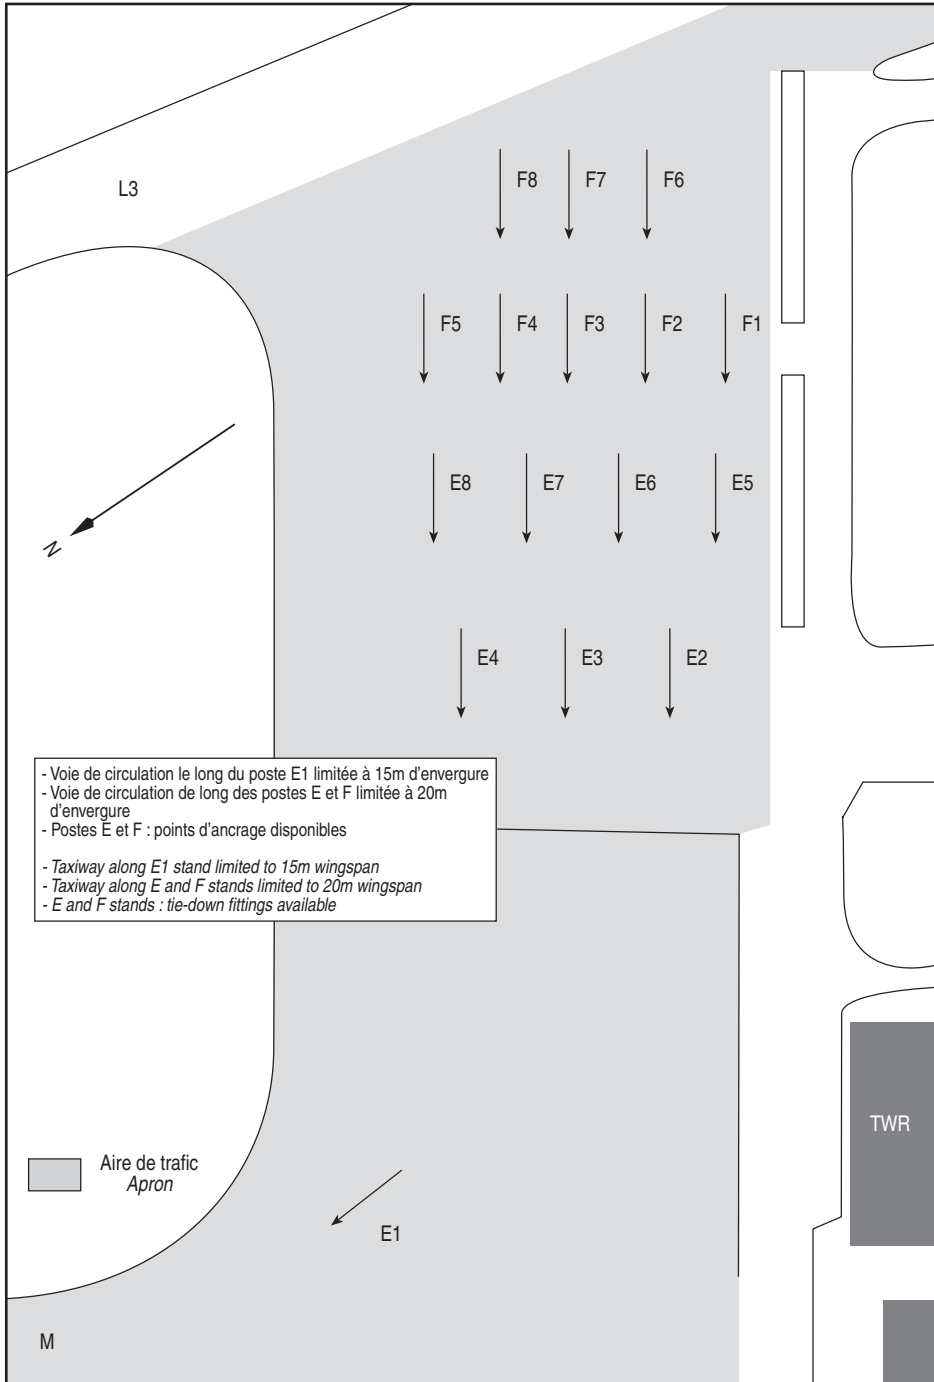 L3
F8 F7 F6
F5 F4 F3 F2 F1
N
E8 E7 E6 E5
E4 E3 E2
- Voie de circulation le long du poste E1 limitée à 15m d'envergure
- Voie de circulation de long des postes E et F limitée à 20m
d'envergure
- Postes E et F : points d'ancrage disponibles
- Taxiway along E1 stand limited to 15m wingspan
- Taxiway along E and F stands limited to 20m wingspan
- E and F stands : tie-down fittings available
TWR
Aire de trafic
Apron
E1
M